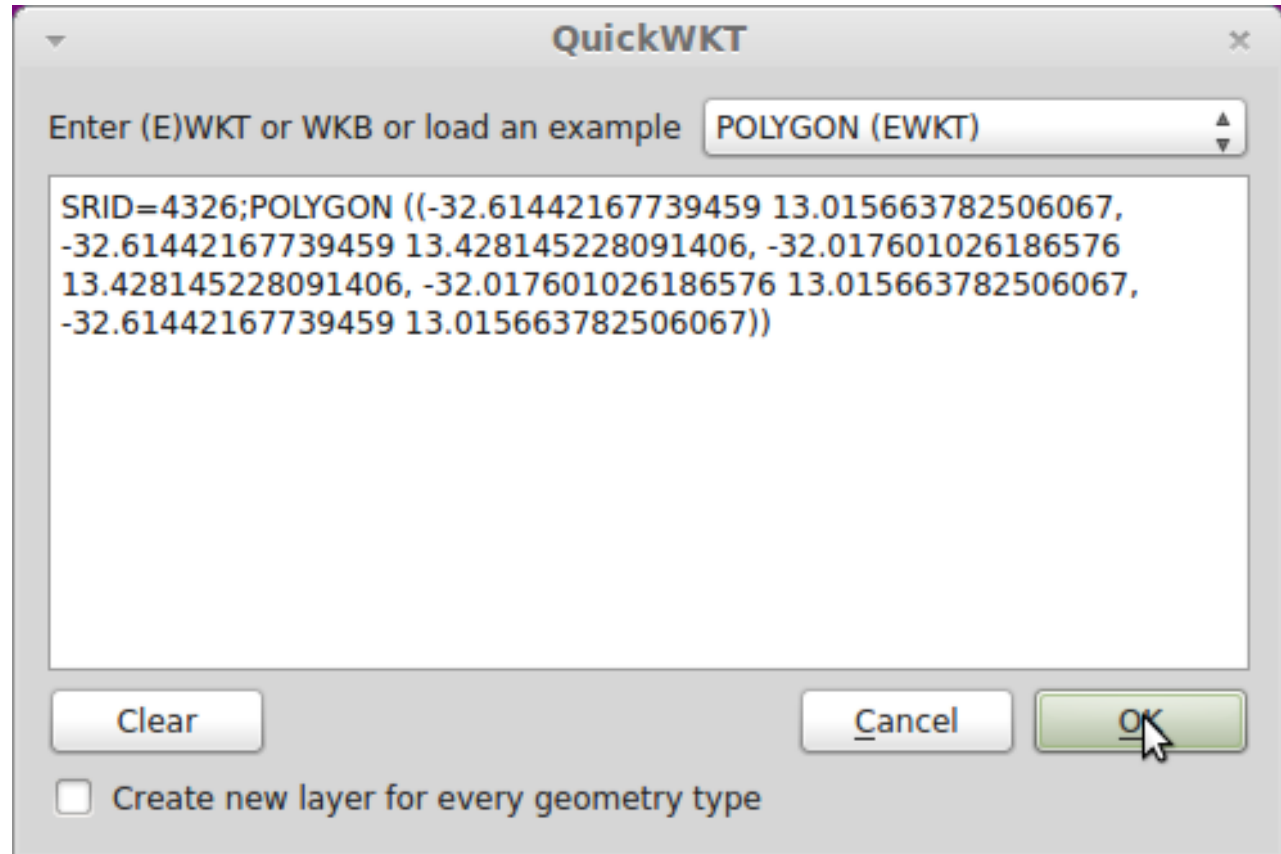 QuickWKT
Enter (E)WKT or WKB or load an example POLYGON (EWKT)
SRID=4326;POLYGON ((-32.61442167739459 13.015663782506067,
-32.61442167739459 13.428145228091406, -32.017601026186576
13.428145228091406, -32.017601026186576 13.015663782506067,
-32.61442167739459 13.015663782506067))
Clear Cancel OK
Create new layer for every geometry type